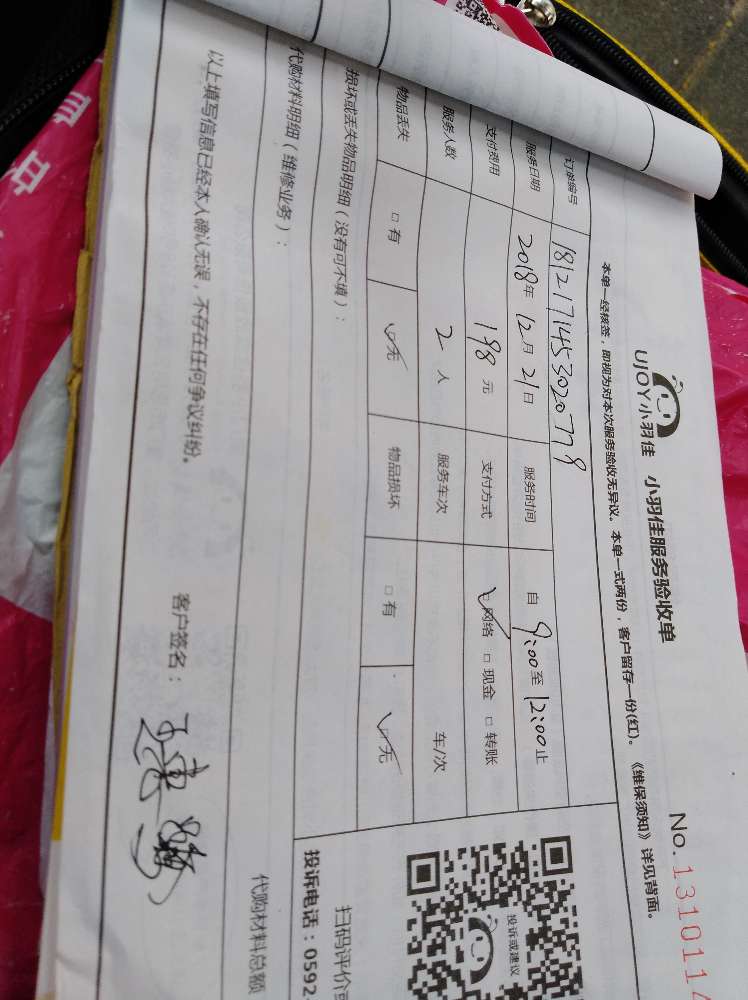 UJOY小羽佳 小羽佳服务验收单
No. 1310114
本单一经核签，即视为对本次服务验收无异议。本单一式两份，客户留存一份(红)。《维保须知》详见背面。
订单编号 181217145302077 9
服务日期 2018年 12月 21日 服务时间 自 9:00至 12:00止
支付费用 198 元 支付方式 网络 现金 转账
服务人数 2 人 服务车次 车/次
物品丢失 有 无 物品损坏 有 无
损坏或丢失物品明细（没有可不填）：
代购材料明细（维修业务）：
代购材料总额
以上填写信息已经本人确认无误，不存在任何争议纠纷。
客户签名：
投诉或建议
扫码评价
投诉电话：0592